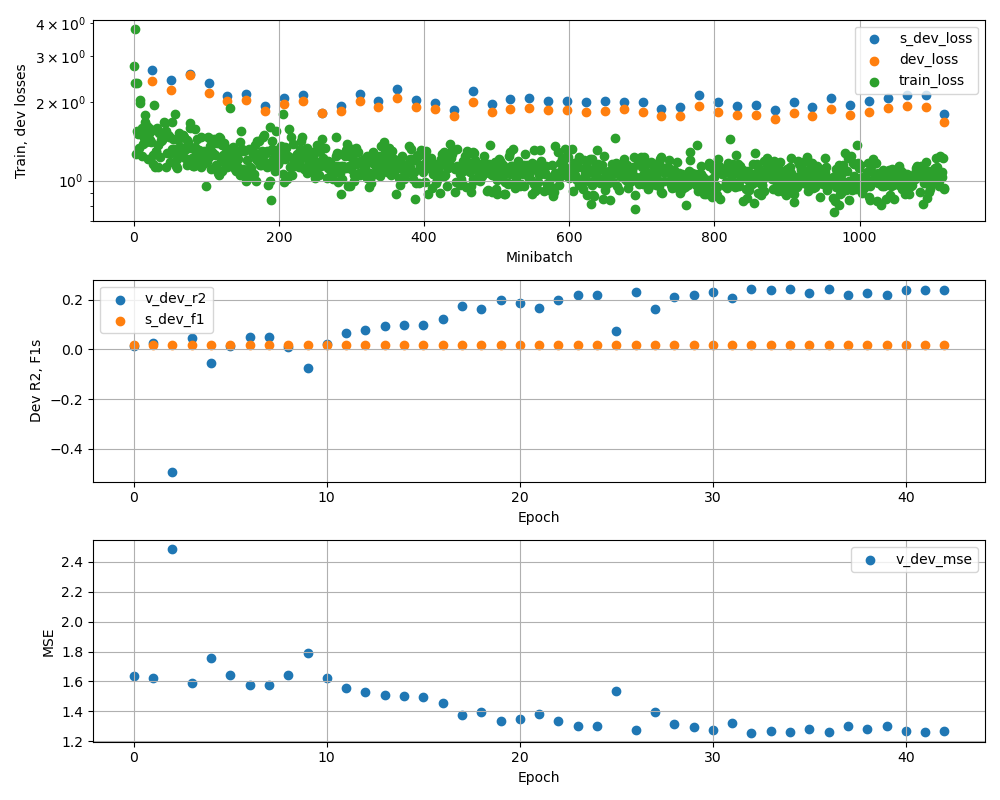 4 × 10⁰
3 × 10⁰
2 × 10⁰
10⁰
Train, dev losses
s_dev_loss
dev_loss
train_loss
0 200 400 600 800 1000
Minibatch
0.2
0.0
−0.2
−0.4
Dev R2, F1s
v_dev_r2
s_dev_f1
0 10 20 30 40
Epoch
2.4
2.2
2.0
1.8
1.6
1.4
1.2
MSE
v_dev_mse
0 10 20 30 40
Epoch